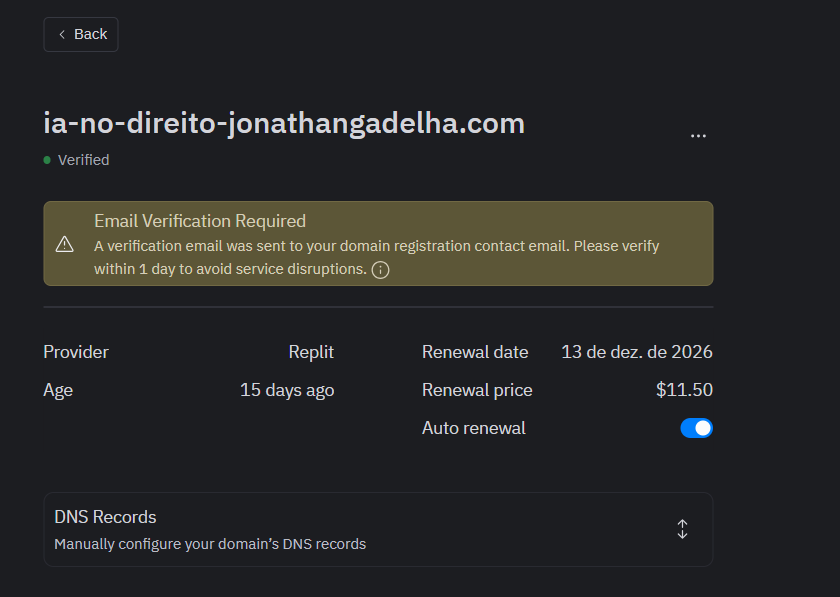 Back
ia-no-direito-jonathangadelha.com
...
Verified
Email Verification Required
A verification email was sent to your domain registration contact email. Please verify
within 1 day to avoid service disruptions.
Provider Replit
Renewal date 13 de dez. de 2026
Age 15 days ago
Renewal price $11.50
Auto renewal
DNS Records
Manually configure your domain's DNS records